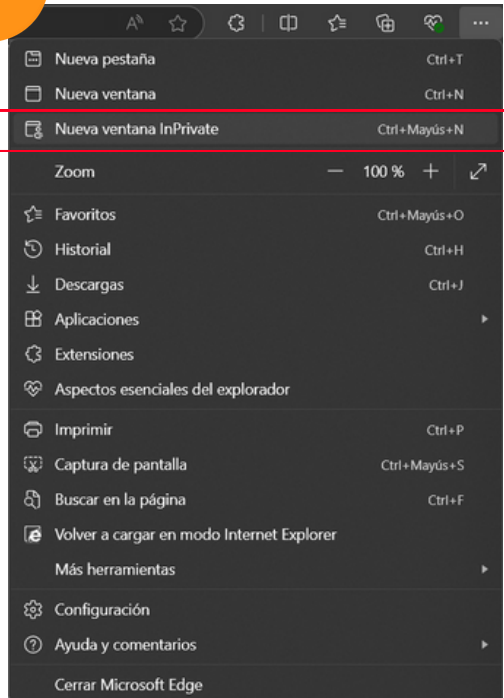 Nueva pestaña Ctrl+T
Nueva ventana Ctrl+N
Nueva ventana InPrivate Ctrl+Mayús+N
Zoom — 100 % +
Favoritos Ctrl+Mayús+O
Historial Ctrl+H
Descargas Ctrl+J
Aplicaciones
Extensiones
Aspectos esenciales del explorador
Imprimir Ctrl+P
Captura de pantalla Ctrl+Mayús+S
Buscar en la página Ctrl+F
Volver a cargar en modo Internet Explorer
Más herramientas
Configuración
Ayuda y comentarios
Cerrar Microsoft Edge